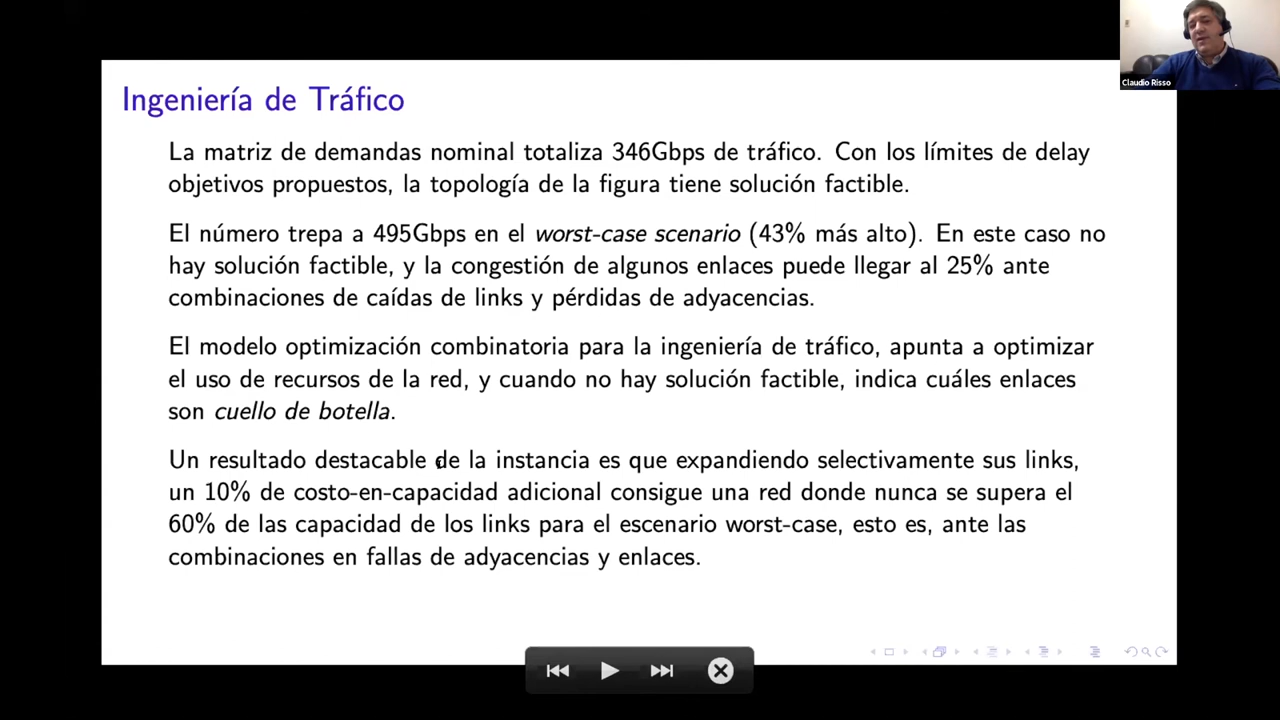 Claudio Risso
Ingeniería de Tráfico
La matriz de demandas nominal totaliza 346Gbps de tráfico. Con los límites de delay
objetivos propuestos, la topología de la figura tiene solución factible.
El número trepa a 495Gbps en el worst-case scenario (43% más alto). En este caso no
hay solución factible, y la congestión de algunos enlaces puede llegar al 25% ante
combinaciones de caídas de links y pérdidas de adyacencias.
El modelo optimización combinatoria para la ingeniería de tráfico, apunta a optimizar
el uso de recursos de la red, y cuando no hay solución factible, indica cuáles enlaces
son cuello de botella.
Un resultado destacable de la instancia es que expandiendo selectivamente sus links,
un 10% de costo-en-capacidad adicional consigue una red donde nunca se supera el
60% de las capacidad de los links para el escenario worst-case, esto es, ante las
combinaciones en fallas de adyacencias y enlaces.